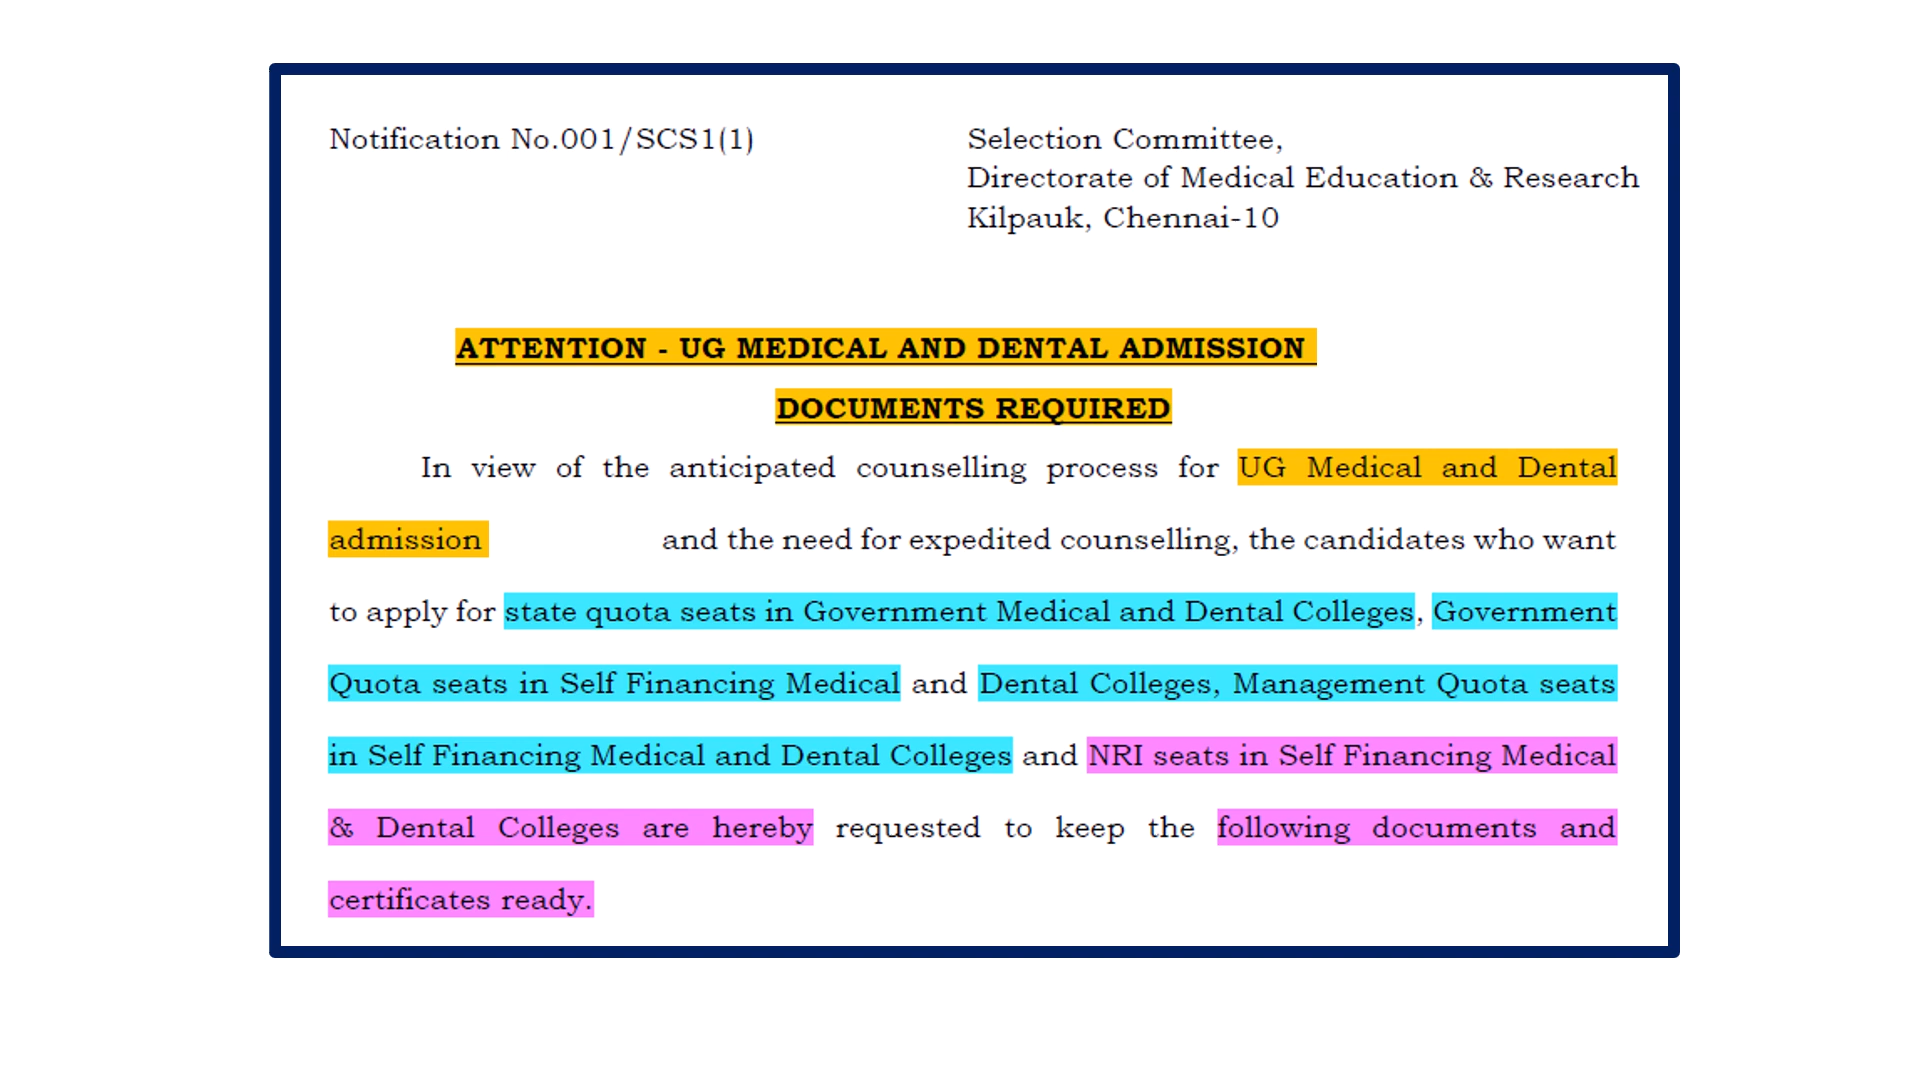 Notification No.001/SCS1(1)
Selection Committee,
Directorate of Medical Education & Research
Kilpauk, Chennai-10
ATTENTION - UG MEDICAL AND DENTAL ADMISSION
DOCUMENTS REQUIRED
In view of the anticipated counselling process for UG Medical and Dental
admission and the need for expedited counselling, the candidates who want
to apply for state quota seats in Government Medical and Dental Colleges, Government
Quota seats in Self Financing Medical and Dental Colleges, Management Quota seats
in Self Financing Medical and Dental Colleges and NRI seats in Self Financing Medical
& Dental Colleges are hereby requested to keep the following documents and
certificates ready.